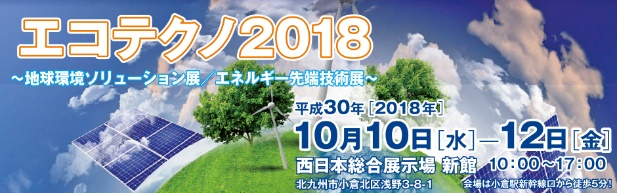 エコテクノ2018
～地球環境ソリューション展／エネルギー先端技術展～
平成30年[2018年]
10月10日[水]―12日[金]
西日本総合展示場 新館 10:00～17:00
北九州市小倉北区浅野3-8-1 会場は小倉駅新幹線口から徒歩5分!